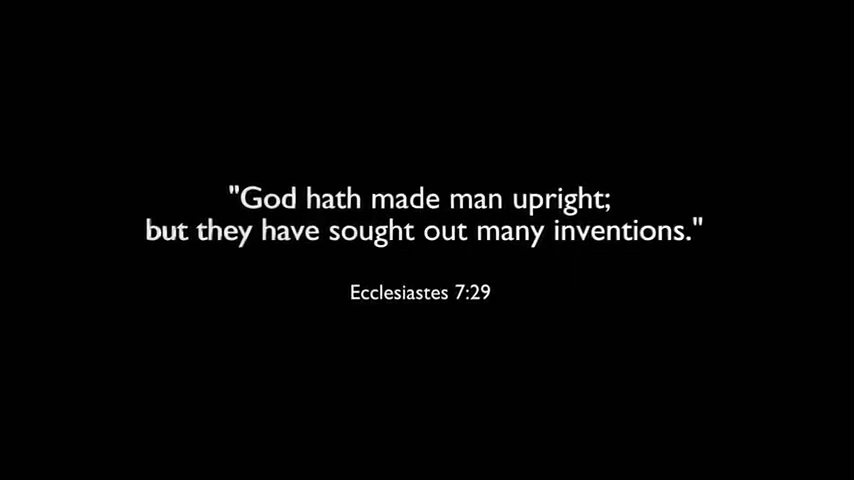 "God hath made man upright;
but they have sought out many inventions."
Ecclesiastes 7:29